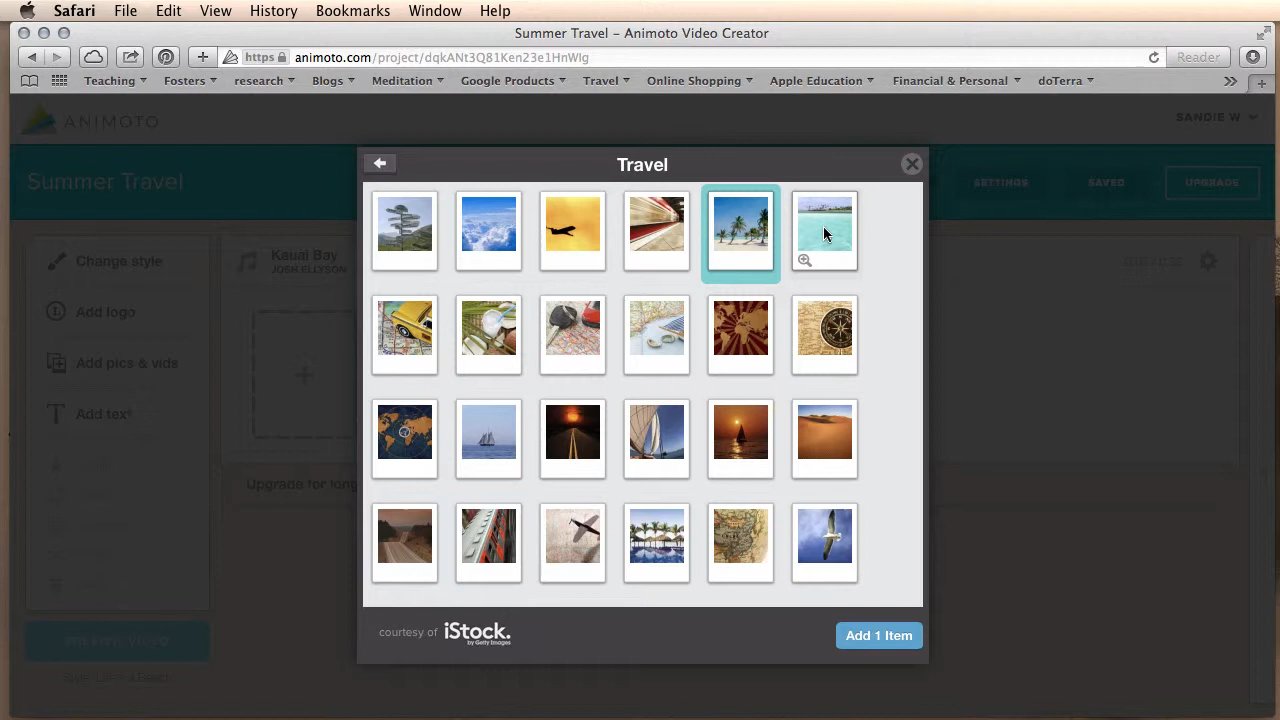 Safari File Edit View History Bookmarks Window Help
Summer Travel – Animoto Video Creator
https animoto.com/project/dqkANt3Q81Ken23e1HnWlg Reader
Teaching Fosters research Blogs Meditation Google Products Travel Online Shopping Apple Education Financial & Personal doTerra
ANIMOTO SANDIE W
Summer Travel SETTINGS SAVED UPGRADE
Travel
Change style
Kauai Bay
JOSH ELLYSON
Add logo
Add pics & vids
Add text
Upgrade for long
PREVIEW VIDEO
courtesy of iStock.
by Getty Images
Add 1 Item